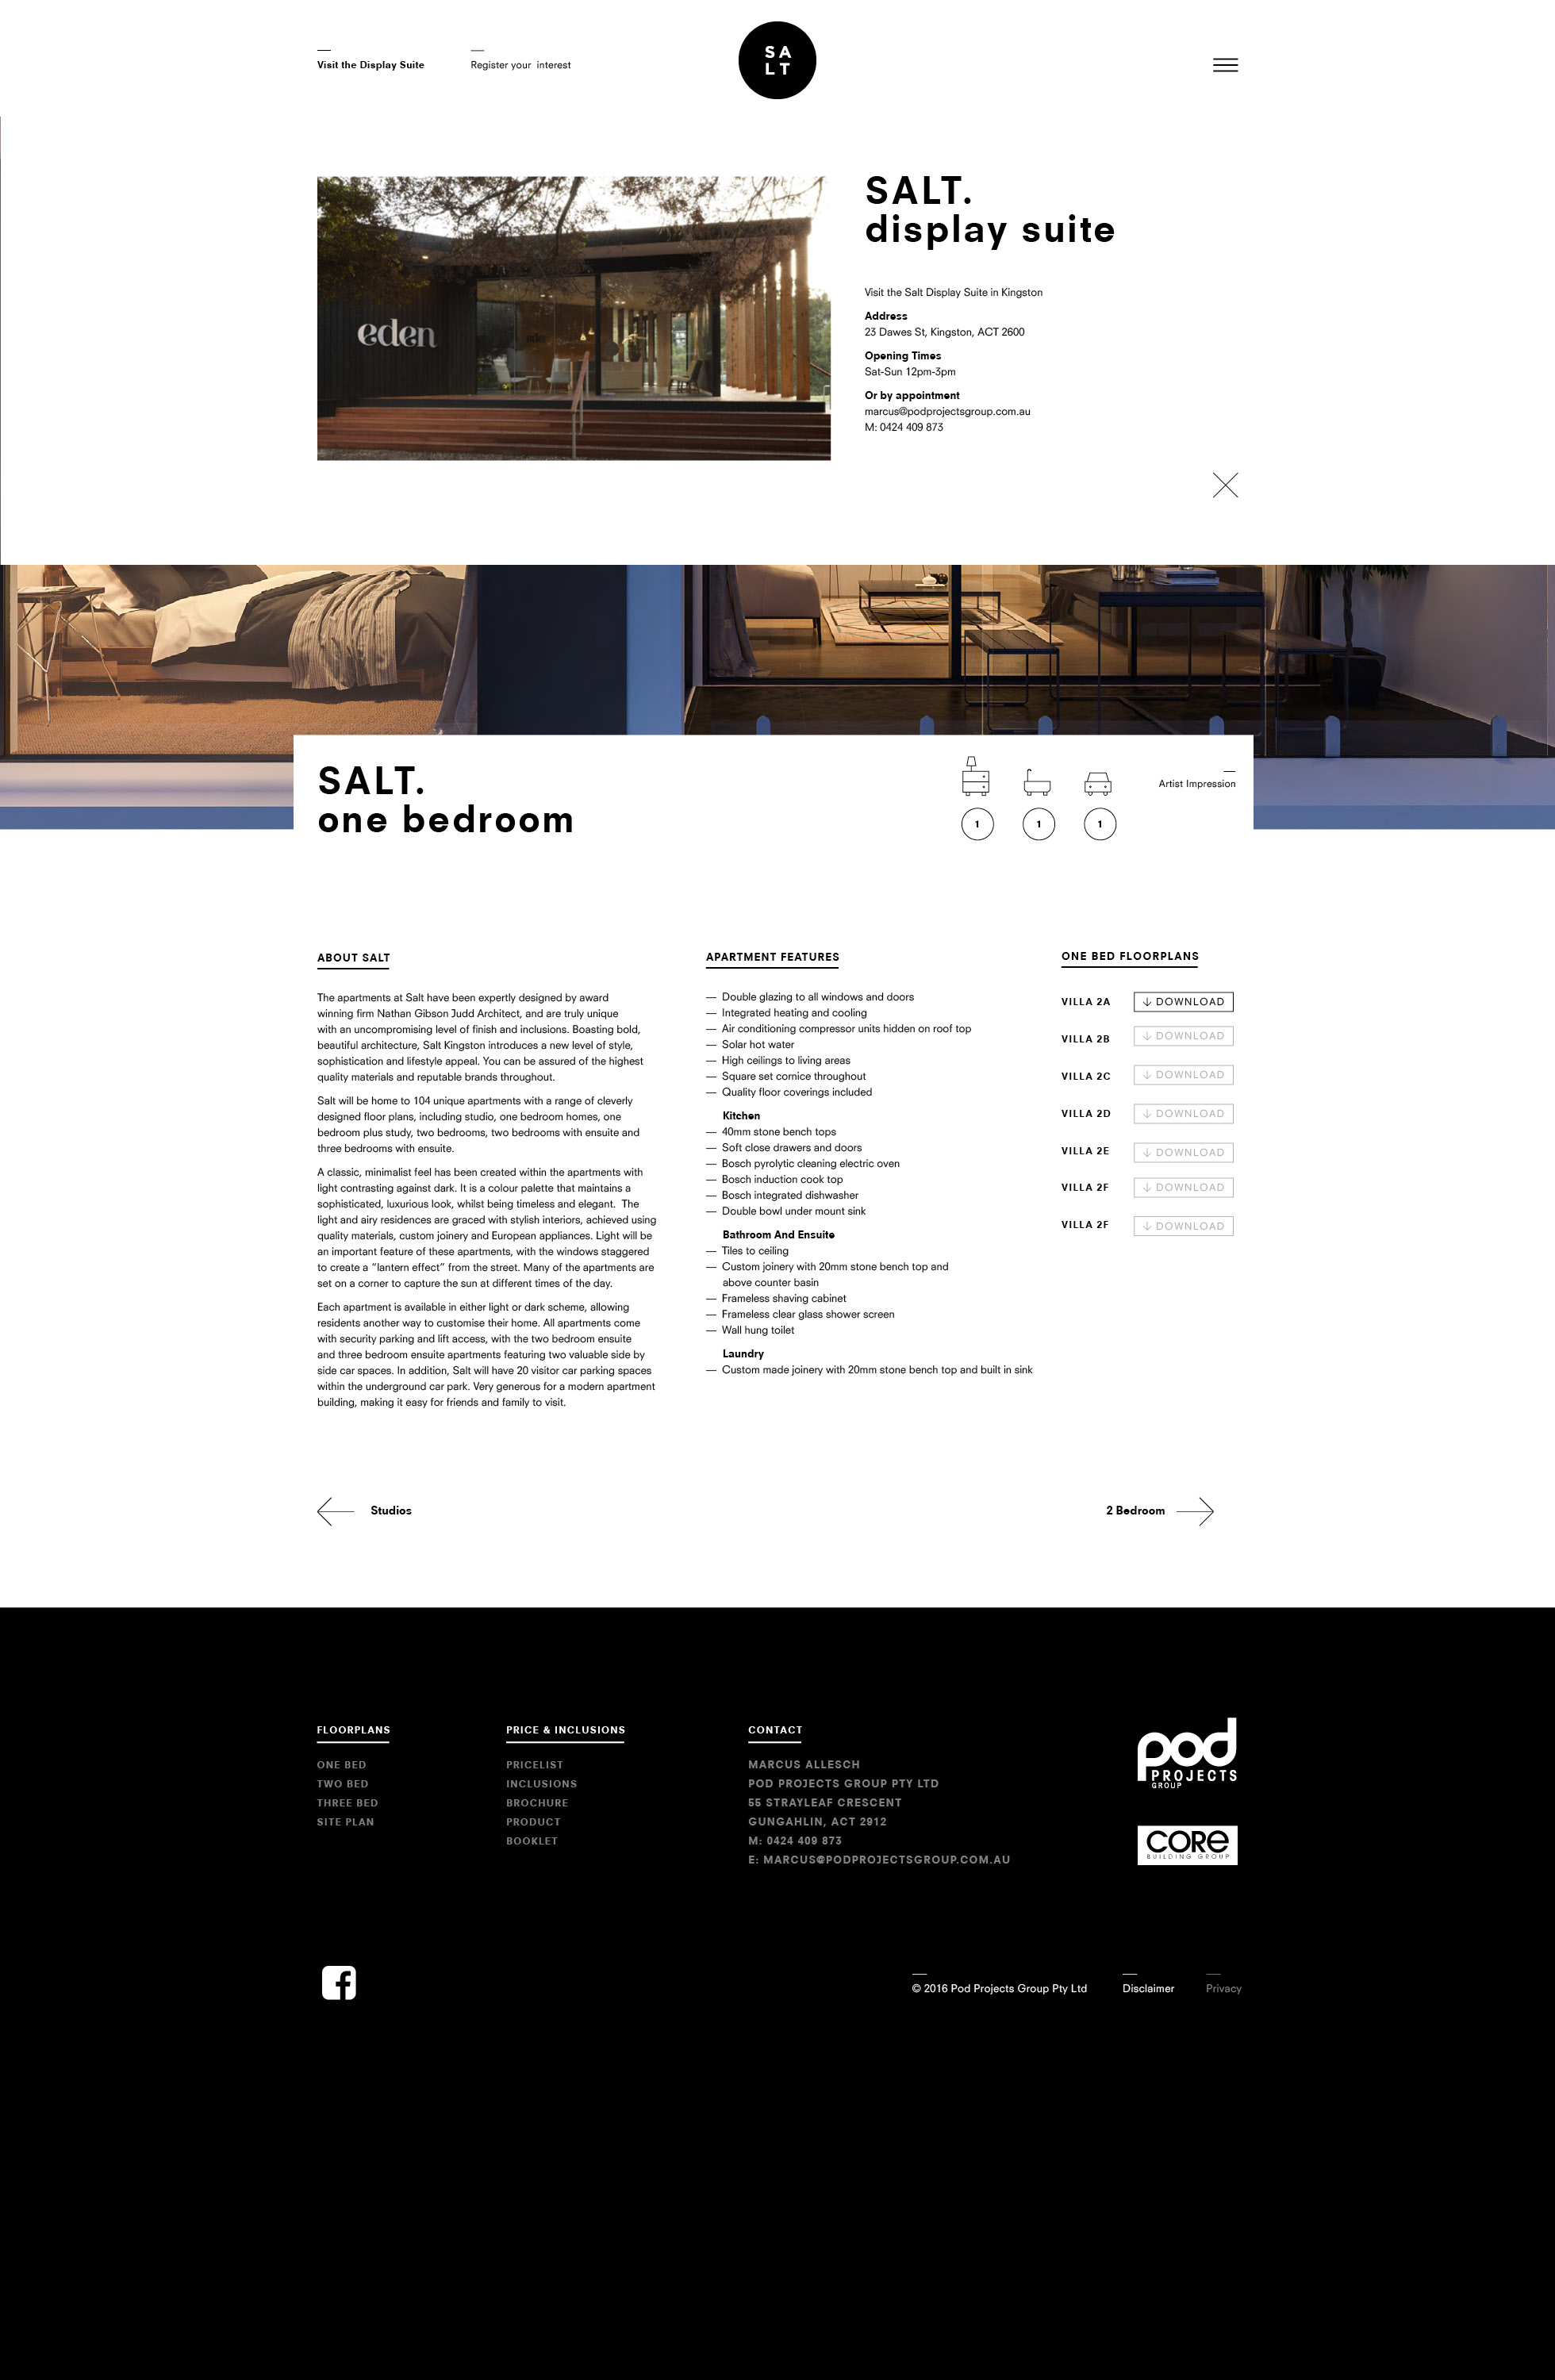 Visit the Display Suite
Register your interest
SA
LT
SALT.
display suite
eden
Visit the Salt Display Suite in Kingston
Address
23 Dawes St, Kingston, ACT 2600
Opening Times
Sat-Sun 12pm-3pm
Or by appointment
marcus@podprojectsgroup.com.au
M: 0424 409 873
SALT.
one bedroom
1
1
1
Artist Impression
ABOUT SALT
The apartments at Salt have been expertly designed by award
winning firm Nathan Gibson Judd Architect, and are truly unique
with an uncompromising level of finish and inclusions. Boasting bold,
beautiful architecture, Salt Kingston introduces a new level of style,
sophistication and lifestyle appeal. You can be assured of the highest
quality materials and reputable brands throughout.
Salt will be home to 104 unique apartments with a range of cleverly
designed floor plans, including studio, one bedroom homes, one
bedroom plus study, two bedrooms, two bedrooms with ensuite and
three bedrooms with ensuite.
A classic, minimalist feel has been created within the apartments with
light contrasting against dark. It is a colour palette that maintains a
sophisticated, luxurious look, whilst being timeless and elegant. The
light and airy residences are graced with stylish interiors, achieved using
quality materials, custom joinery and European appliances. Light will be
an important feature of these apartments, with the windows staggered
to create a “lantern effect” from the street. Many of the apartments are
set on a corner to capture the sun at different times of the day.
Each apartment is available in either light or dark scheme, allowing
residents another way to customise their home. All apartments come
with security parking and lift access, with the two bedroom ensuite
and three bedroom ensuite apartments featuring two valuable side by
side car spaces. In addition, Salt will have 20 visitor car parking spaces
within the underground car park. Very generous for a modern apartment
building, making it easy for friends and family to visit.
APARTMENT FEATURES
— Double glazing to all windows and doors
— Integrated heating and cooling
— Air conditioning compressor units hidden on roof top
— Solar hot water
— High ceilings to living areas
— Square set cornice throughout
— Quality floor coverings included
Kitchen
— 40mm stone bench tops
— Soft close drawers and doors
— Bosch pyrolytic cleaning electric oven
— Bosch induction cook top
— Bosch integrated dishwasher
— Double bowl under mount sink
Bathroom And Ensuite
— Tiles to ceiling
— Custom joinery with 20mm stone bench top and
above counter basin
— Frameless shaving cabinet
— Frameless clear glass shower screen
— Wall hung toilet
Laundry
— Custom made joinery with 20mm stone bench top and built in sink
ONE BED FLOORPLANS
VILLA 2A DOWNLOAD
VILLA 2B DOWNLOAD
VILLA 2C DOWNLOAD
VILLA 2D DOWNLOAD
VILLA 2E DOWNLOAD
VILLA 2F DOWNLOAD
VILLA 2F DOWNLOAD
Studios
2 Bedroom
FLOORPLANS
ONE BED
TWO BED
THREE BED
SITE PLAN
PRICE & INCLUSIONS
PRICELIST
INCLUSIONS
BROCHURE
PRODUCT
BOOKLET
CONTACT
MARCUS ALLESCH
POD PROJECTS GROUP PTY LTD
55 STRAYLEAF CRESCENT
GUNGAHLIN, ACT 2912
M: 0424 409 873
E: MARCUS@PODPROJECTSGROUP.COM.AU
pod
PROJECTS
GROUP
CORE
BUILDING GROUP
© 2016 Pod Projects Group Pty Ltd
Disclaimer
Privacy